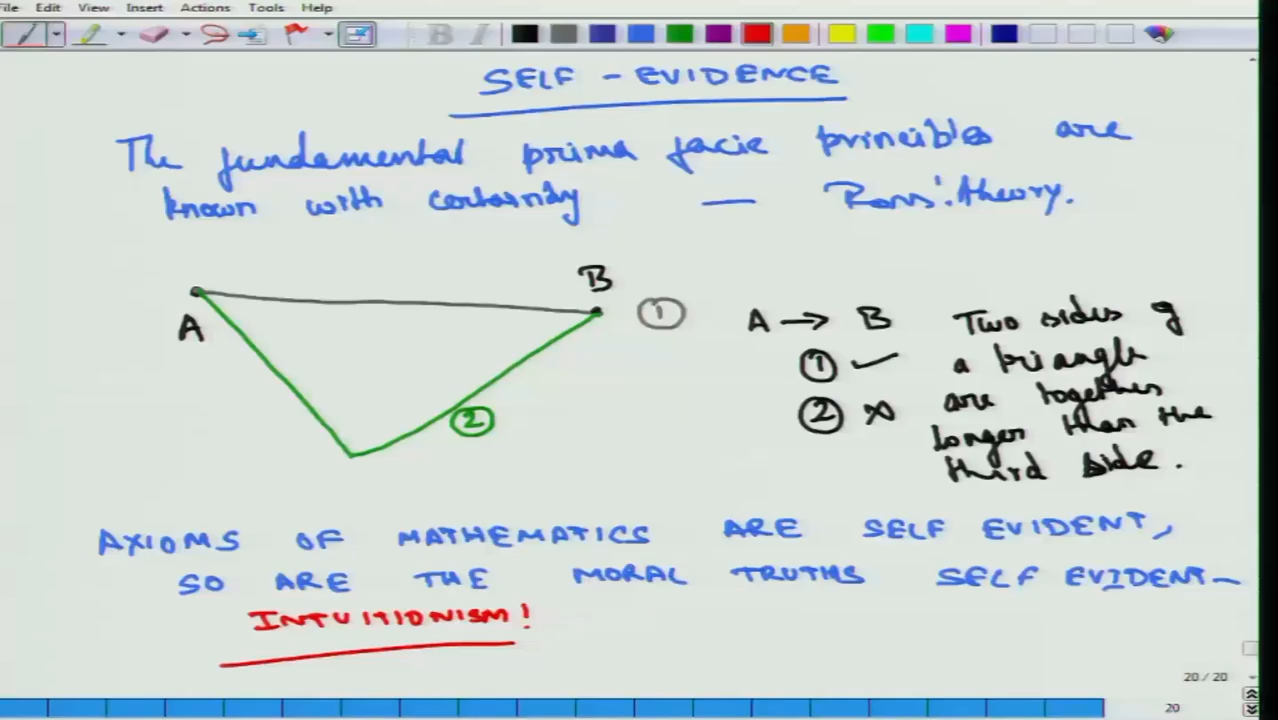 File Edit View Insert Actions Tools Help
SELF - EVIDENCE
The fundamental prima facie principles are
known with certainty — Ross' theory.
A
B
①
②
A → B Two sides of
① ✓ a triangle
② × are together
longer than the
third side.
AXIOMS OF MATHEMATICS ARE SELF EVIDENT,
SO ARE THE MORAL TRUTHS SELF EVIDENT -
INTUITIONISM!
20 / 20
20